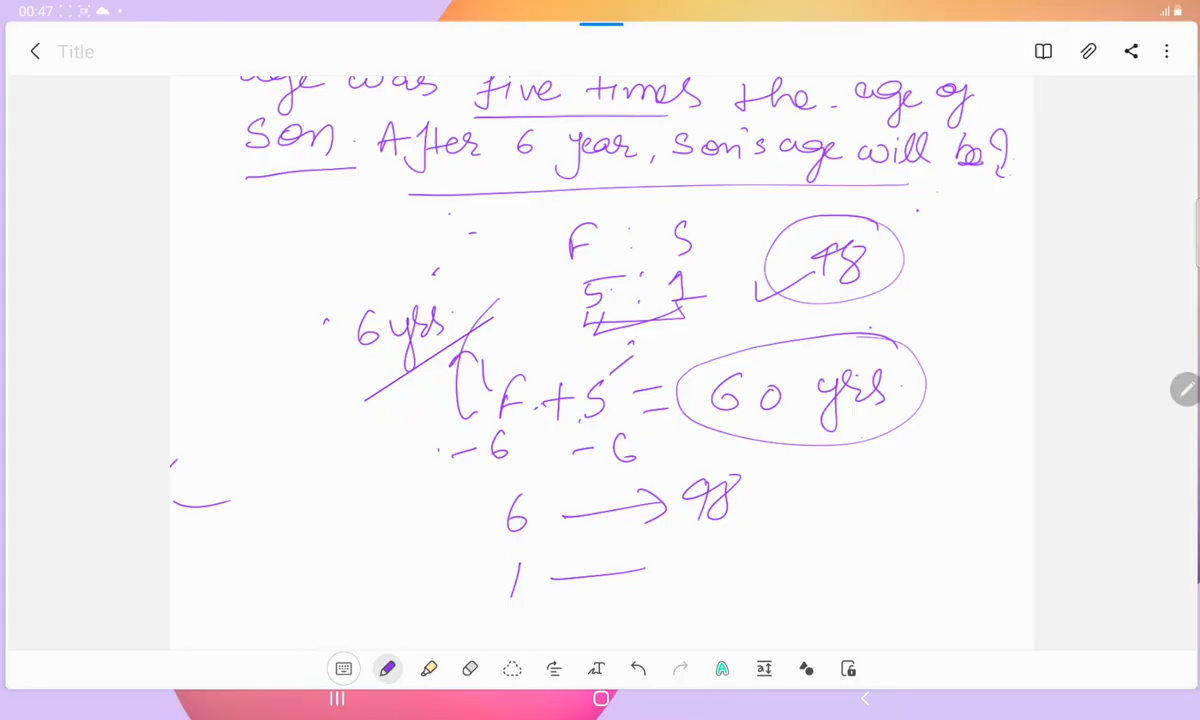 00:47
Title
age was five times the age of
Son. After 6 year, Son's age will be?
F : S
48
5 : 1
6 yrs.
F + S = 60 yrs.
-6 -6
6 → 48
1 —